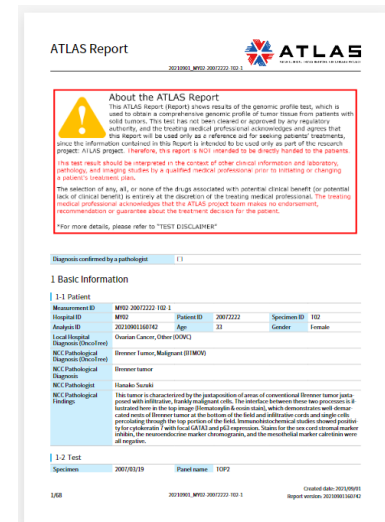 ATLAS Report
ATLAS
20210901_MY02-20072222-T02-1
About the ATLAS Report
This ATLAS Report (Report) shows results of the genomic profile test, which is
used to obtain a comprehensive genomic profile of tumor tissue from patients with
solid tumors. This test has not been cleared or approved by any regulatory
authority, and the treating medical professional acknowledges and agrees that
this Report will be used only as a reference aid for seeking patients' treatments,
since the information contained in this Report is intended to be used only as part of the research
project: ATLAS project. Therefore, this report is NOT intended to be directly handed to the patients.
This test result should be interpreted in the context of other clinical information and laboratory,
pathology, and imaging studies by a qualified medical professional prior to initiating or changing
a patient's treatment plan.
The selection of any, all, or none of the drugs associated with potential clinical benefit (or potential
lack of clinical benefit) is entirely at the discretion of the treating medical professional. The treating
medical professional acknowledges that the ATLAS project team makes no endorsement,
recommendation or guarantee about the treatment decision for the patient.
*For more details, please refer to "TEST DISCLAIMER"
Diagnosis confirmed by a pathologist
1 Basic Information
1-1 Patient
Measurement ID MY02-20072222-T02-1
Hospital ID MY02 Patient ID 20072222 Specimen ID T02
Analysis ID 20210901160742 Age 33 Gender Female
Local Hospital Diagnosis (OncoTree) Ovarian Cancer, Other (OOVC)
NCC Pathological Diagnosis (OncoTree) Brenner Tumor, Malignant (BTMOV)
NCC Pathological Diagnosis Brenner tumor
NCC Pathologist Hanako Suzuki
NCC Pathological Findings This tumor is characterized by the juxtaposition of areas of conventional Brenner tumor juxta-
posed with infiltrative, frankly malignant cells. The interface between these two processes is il-
lustrated here in the top image (Hematoxylin & eosin stain), which demonstrates well-demar-
cated nests of Brenner tumor at the bottom of the field and infiltrative cords and single cells
percolating through the top portion of the field. Immunohistochemical studies showed positivi-
ty for cytokeratin 7 with focal GATA3 and p63 expression. Stains for the sex cord stromal marker
inhibin, the neuroendocrine marker chromogranin, and the mesothelial marker calretinin were
all negative.
1-2 Test
Specimen 2007/03/19 Panel name TOP2
1/68
20210901_MY02-20072222-T02-1
Created date: 2021/09/01
Report version: 20210901160742